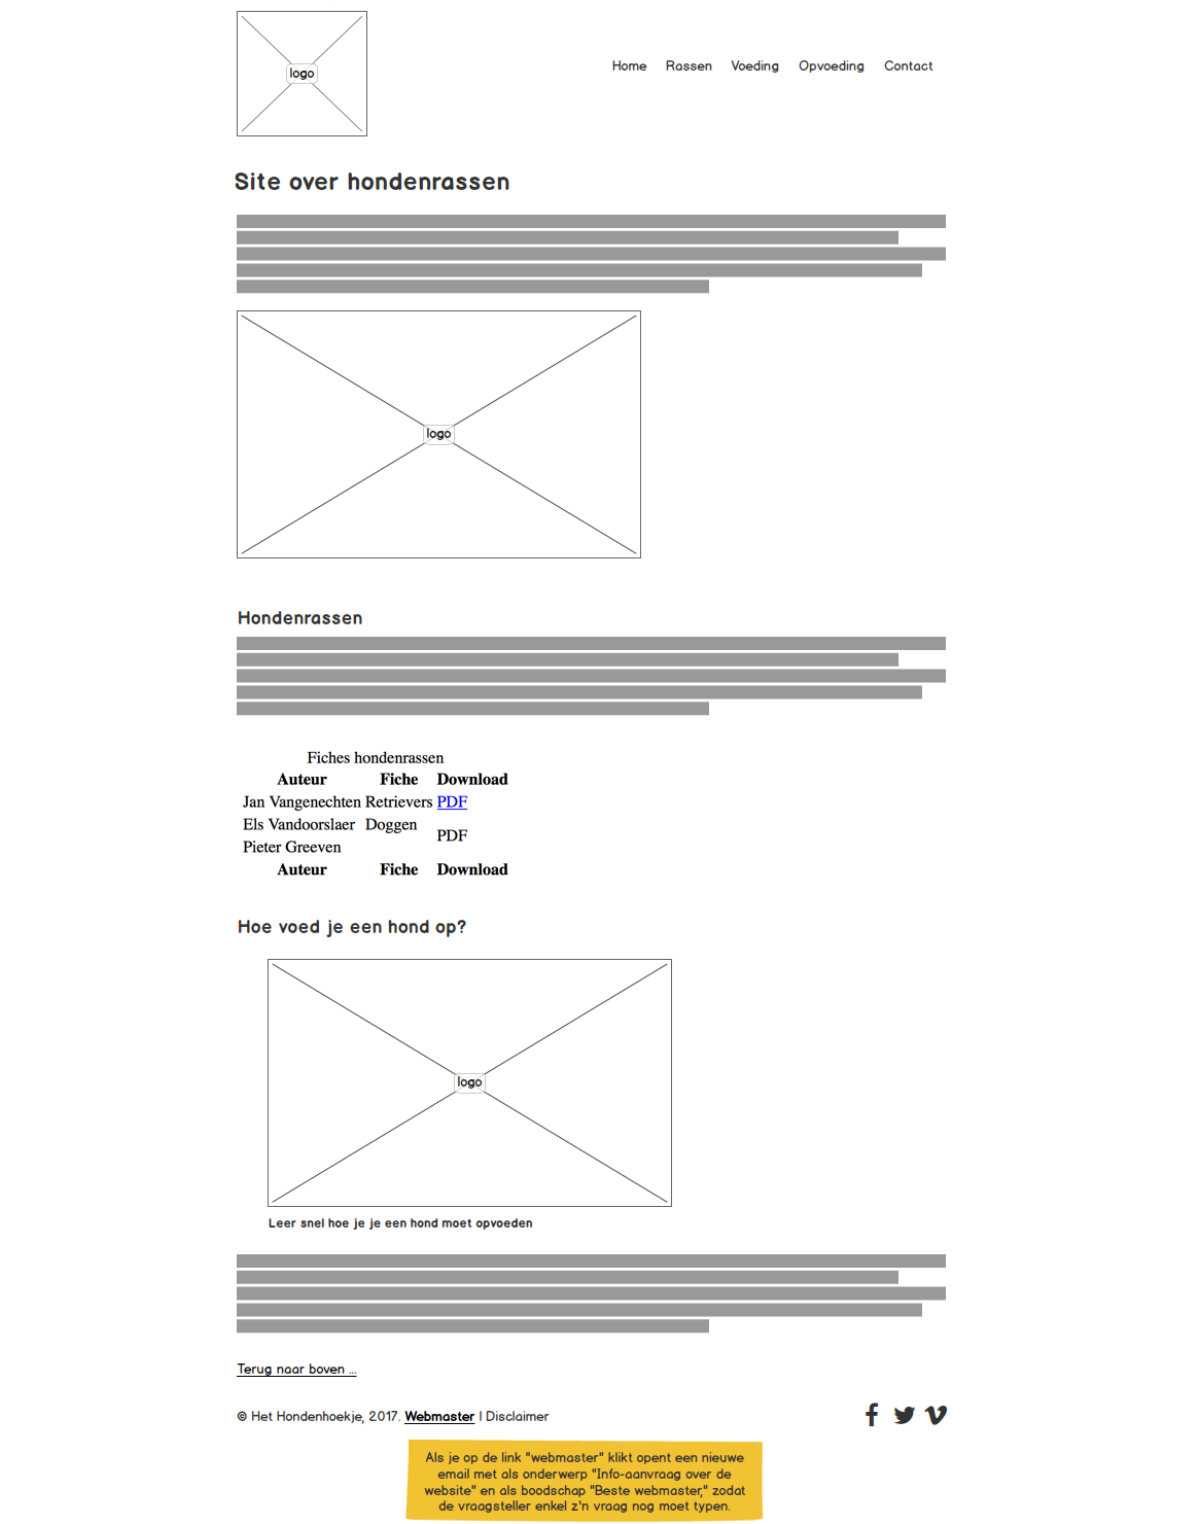 logo
Home Rassen Voeding Opvoeding Contact
Site over hondenrassen
logo
Hondenrassen
Fiches hondenrassen
Auteur Fiche Download
Jan Vangenechten Retrievers PDF
Els Vandoorslaer Doggen
PDF
Pieter Greeven
Auteur Fiche Download
Hoe voed je een hond op?
logo
Leer snel hoe je je een hond moet opvoeden
Terug naar boven ...
© Het Hondenhoekje, 2017. Webmaster | Disclaimer
Als je op de link "webmaster" klikt opent een nieuwe
email met als onderwerp "Info-aanvraag over de
website" en als boodschap "Beste webmaster," zodat
de vraagsteller enkel z'n vraag nog moet typen.